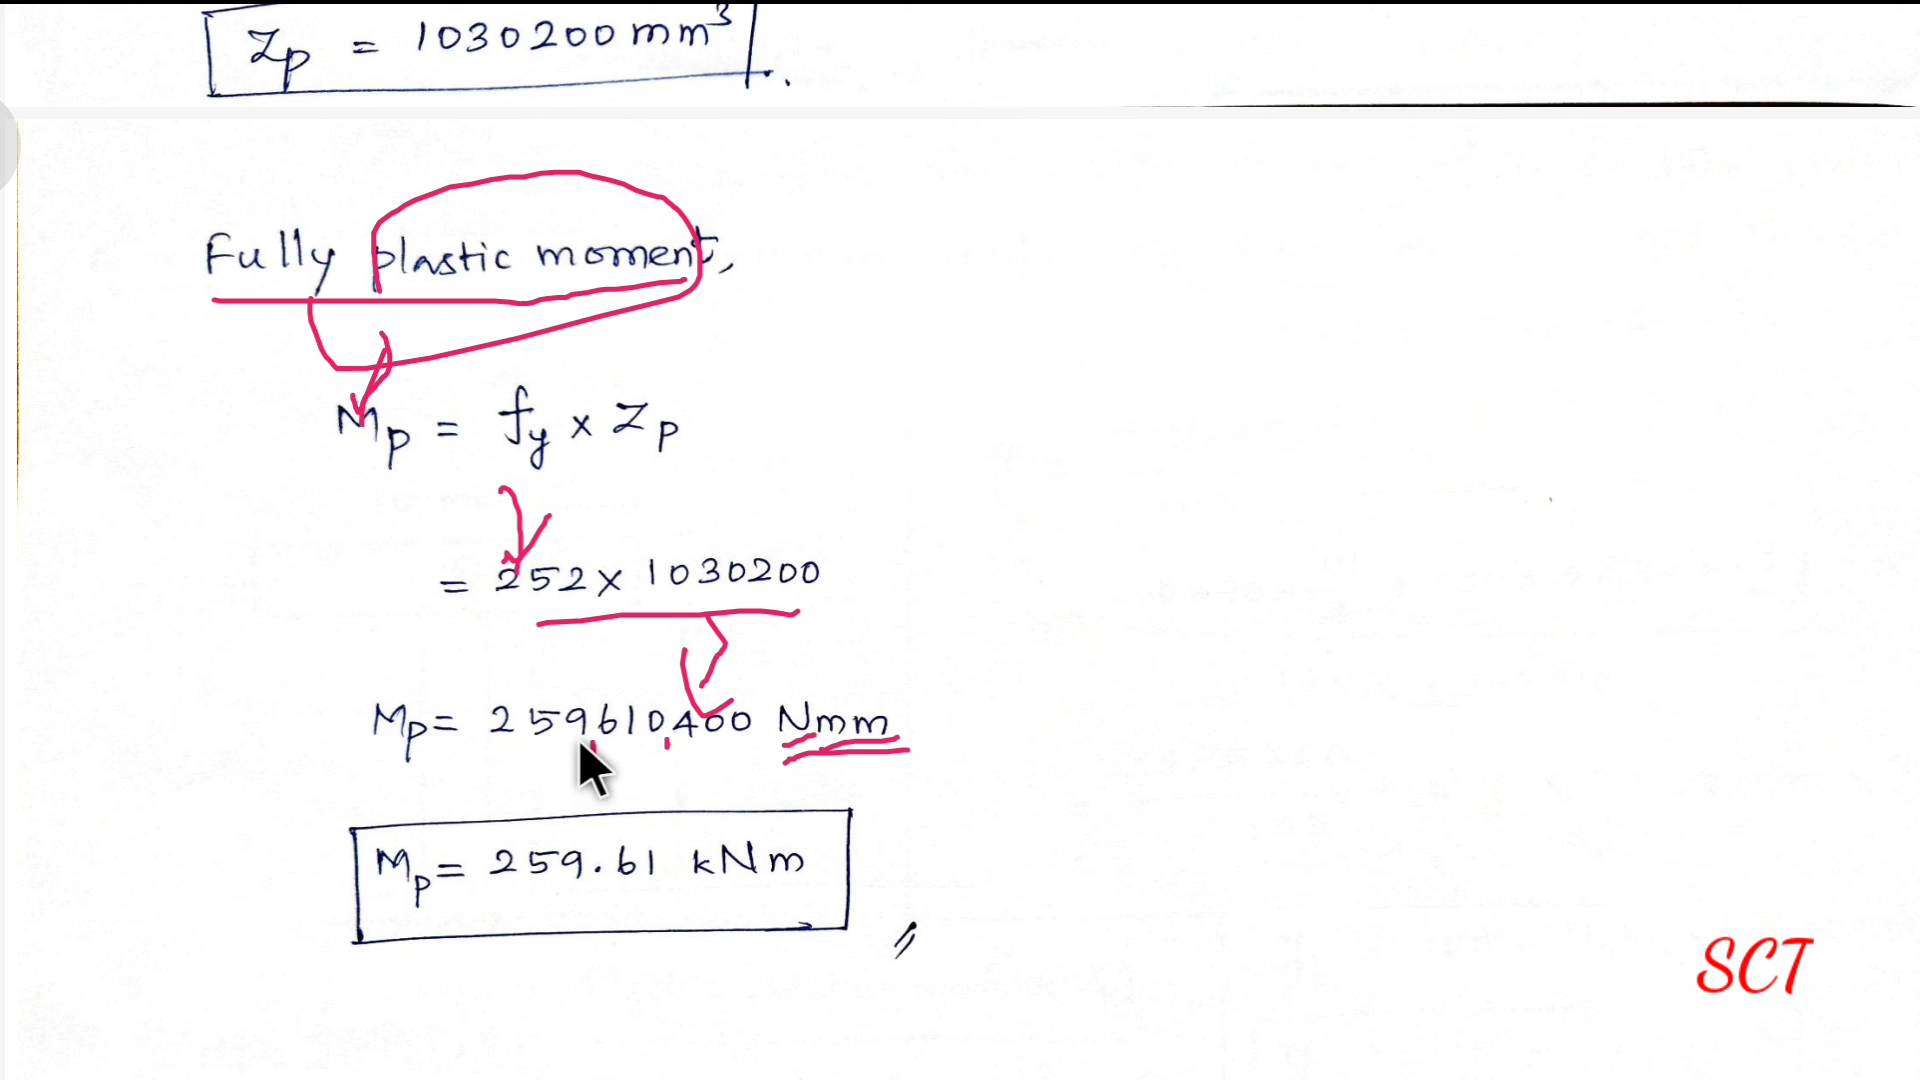 Zp = 1030200 mm³.
Fully plastic moment,
Mp = fy x Zp
= 252 x 1030200
Mp = 259610400 Nmm
Mp = 259.61 kNm
SCT